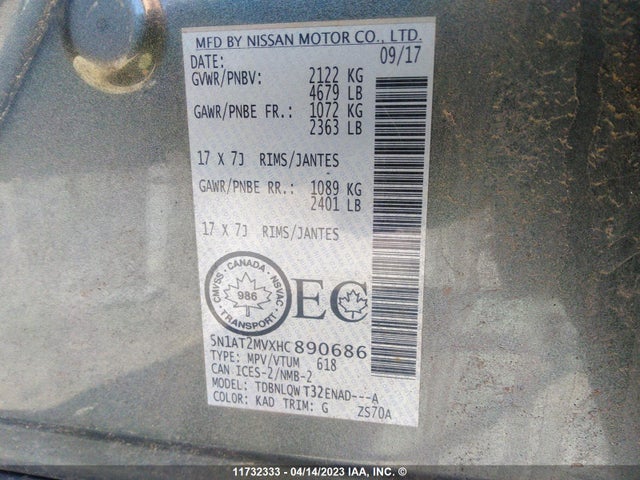 MFD BY NISSAN MOTOR CO., LTD.
DATE: 09/17
GVWR/PNBV: 2122 KG
4679 LB
GAWR/PNBE FR.: 1072 KG
2363 LB
17 X 7J RIMS/JANTES
GAWR/PNBE RR.: 1089 KG
2401 LB
17 X 7J RIMS/JANTES
CMVSS · CANADA · NSVAC · TRANSPORT ·
986
EC
5N1AT2MVXHC890686
TYPE: MPV/VTUM 618
CAN ICES-2/NMB-2
MODEL: TDBNLQWT32ENAD---A
COLOR: KAD TRIM: G ZS70A
11732333 - 04/14/2023 IAA, Inc. ©